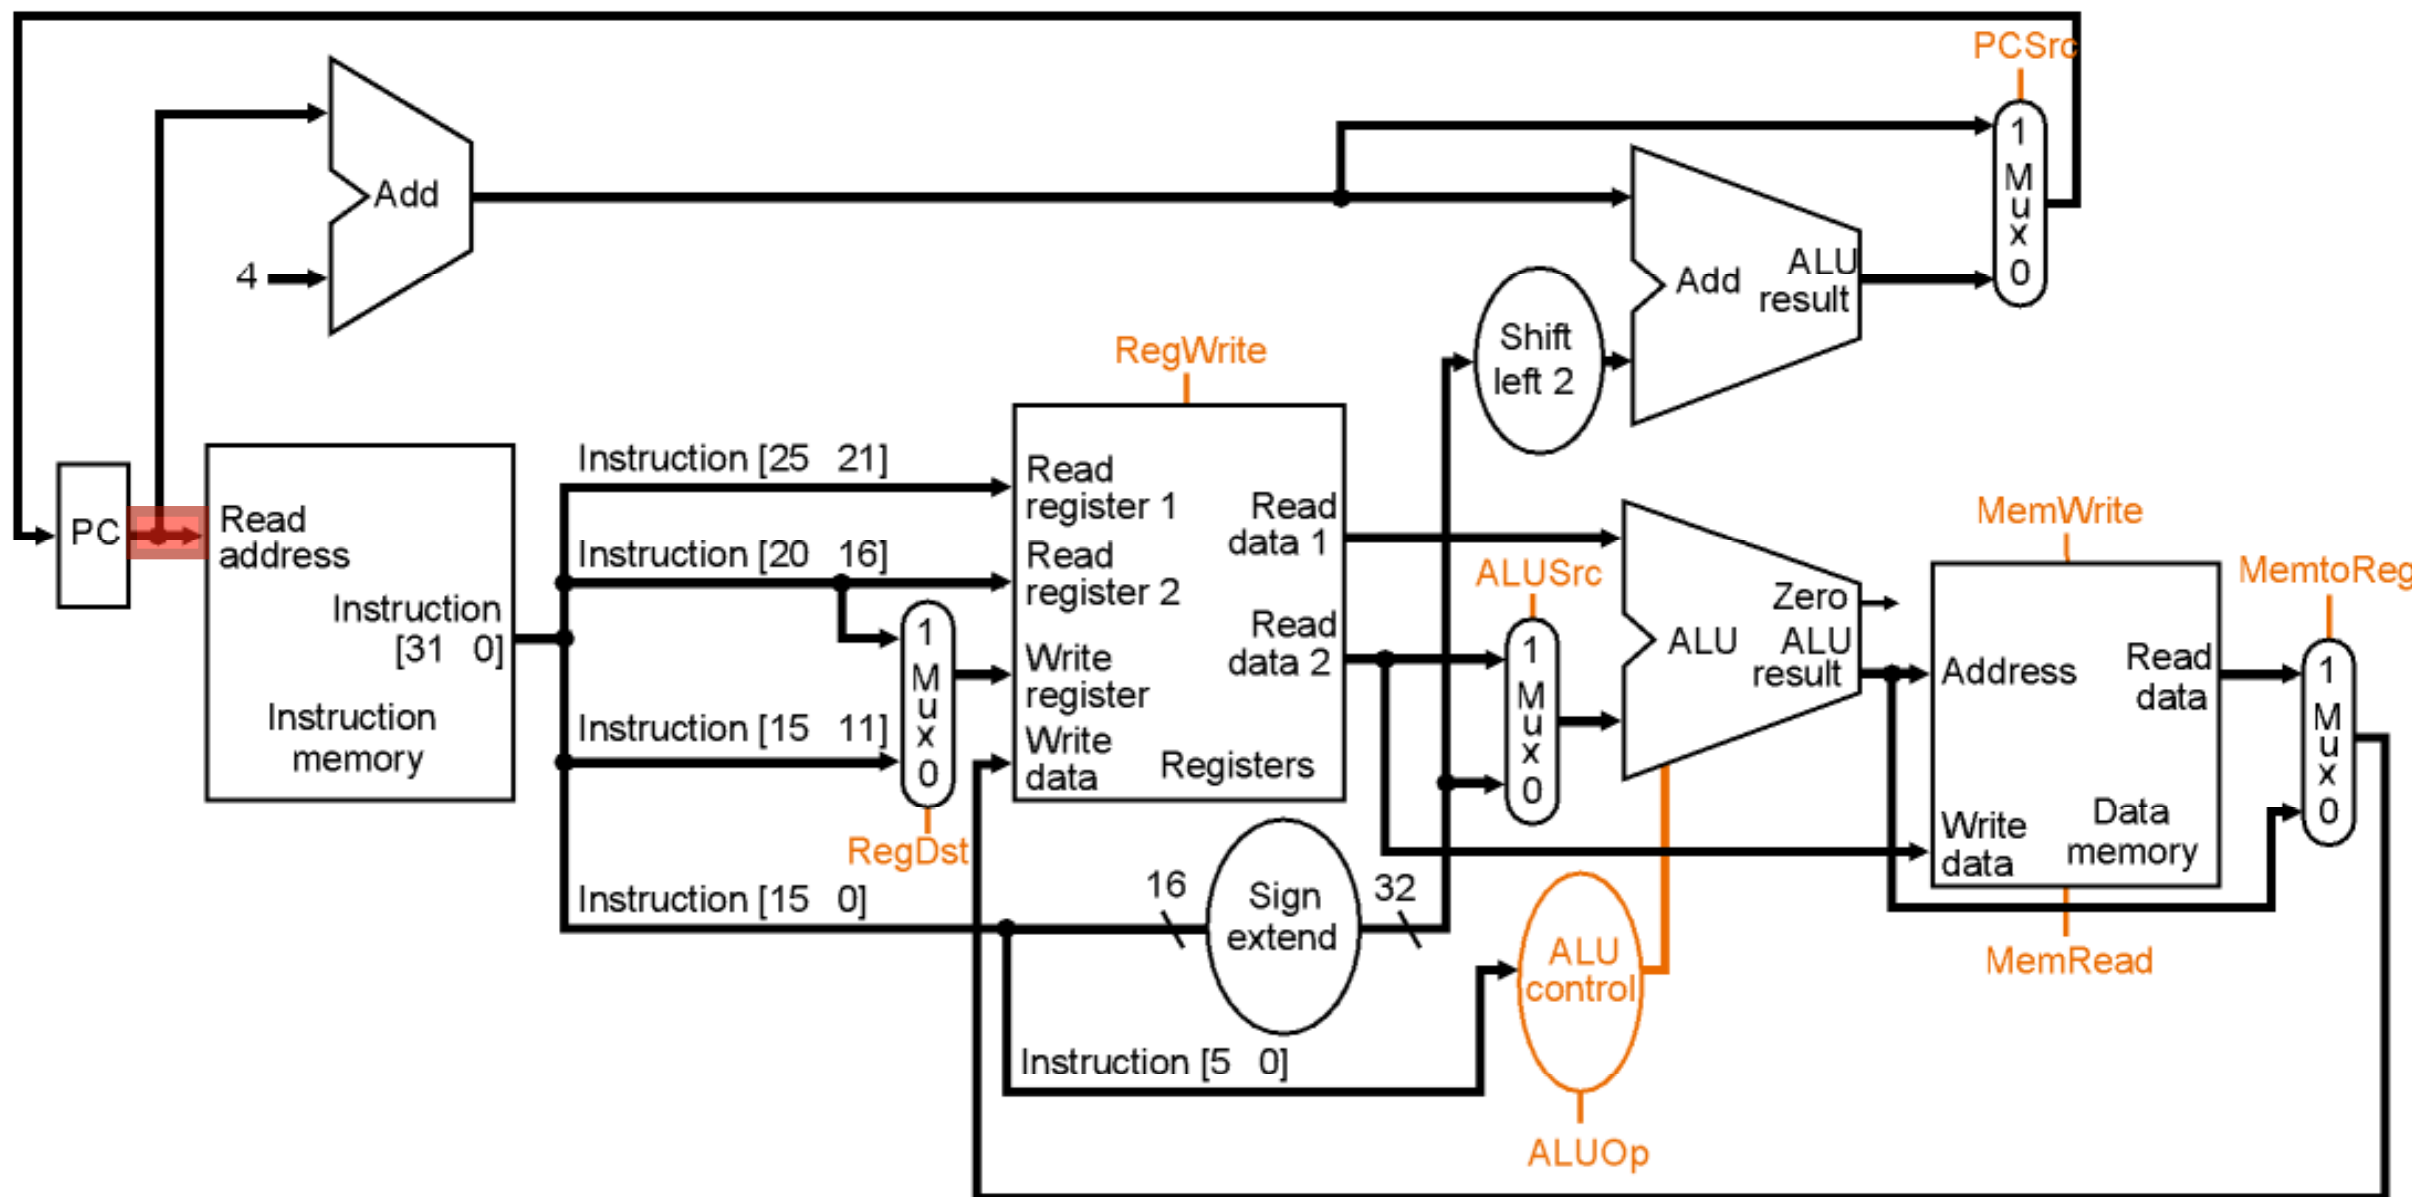 PCSrc
1
M
u
x
0
Add
4
Add
ALU
result
Shift
left 2
RegWrite
PC
Read
address
Instruction
[31 0]
Instruction
memory
Instruction [25 21]
Instruction [20 16]
Instruction [15 11]
Instruction [15 0]
Instruction [5 0]
1
M
u
x
0
RegDst
Read
register 1
Read
register 2
Write
register
Write
data
Read
data 1
Read
data 2
Registers
16
Sign
extend
32
ALUSrc
1
M
u
x
0
Zero
ALU
ALU
result
ALU
control
ALUOp
MemWrite
Address
Read
data
Write
data
Data
memory
MemRead
MemtoReg
1
M
u
x
0